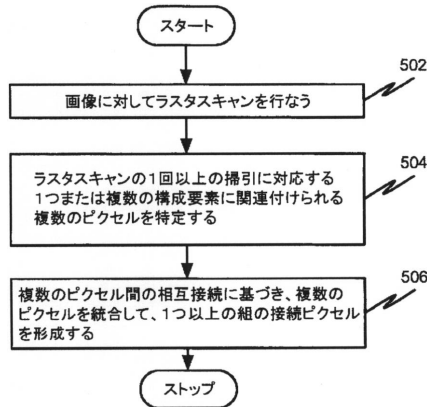 スタート
502
画像に対してラスタスキャンを行なう
504
ラスタスキャンの1回以上の掃引に対応する
1つまたは複数の構成要素に関連付けられる
複数のピクセルを特定する
506
複数のピクセル間の相互接続に基づき、複数の
ピクセルを統合して、1つ以上の組の接続ピクセル
を形成する
ストップ